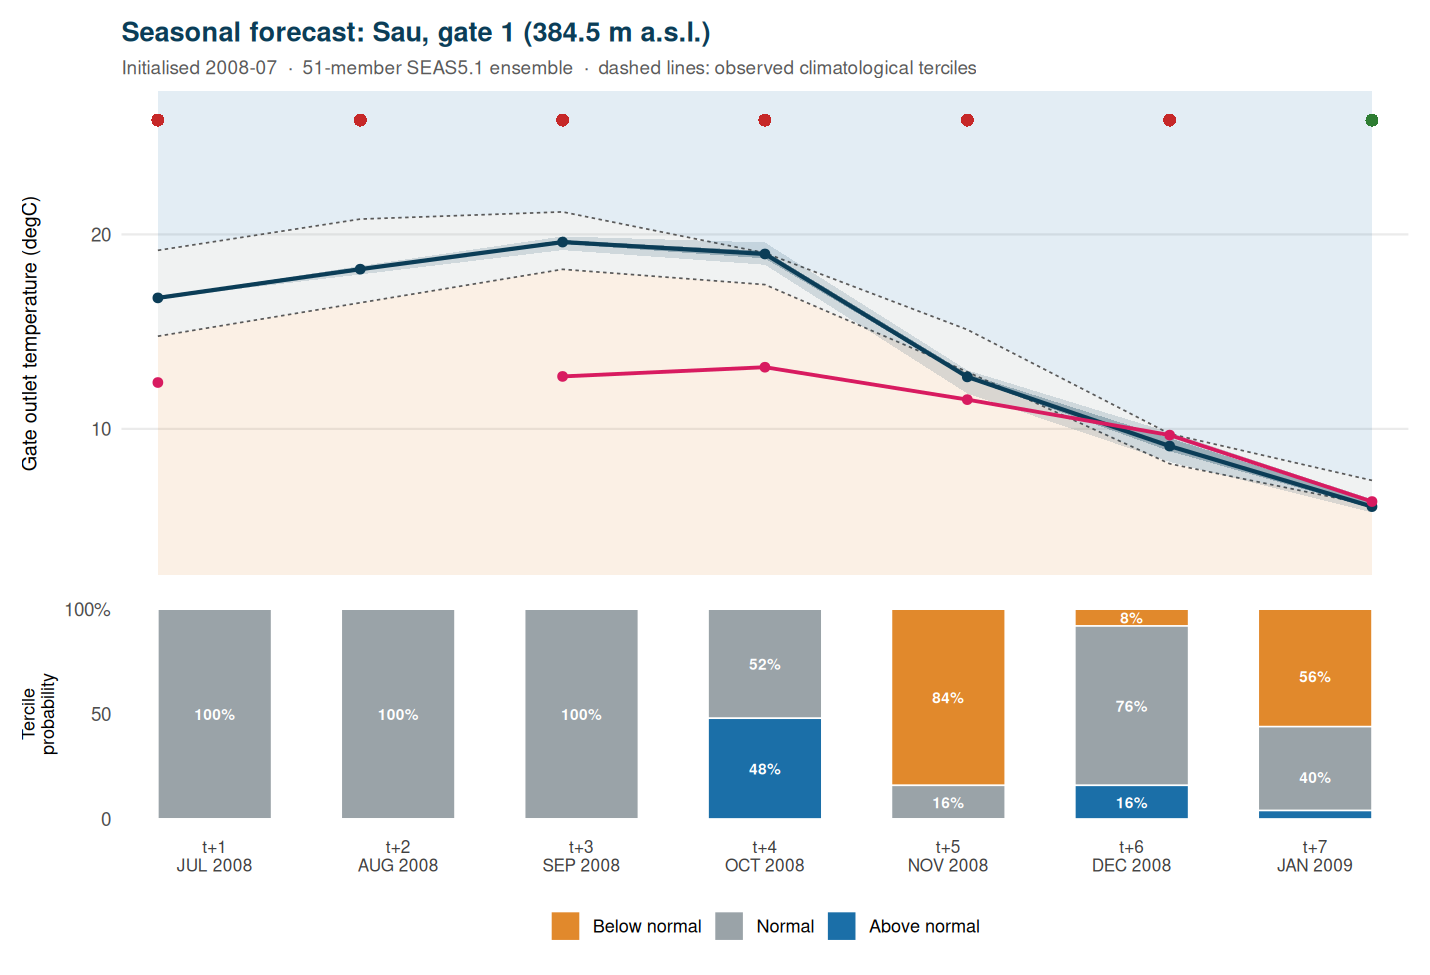 Seasonal forecast: Sau, gate 1 (384.5 m a.s.l.)
Initialised 2008-07 · 51-member SEAS5.1 ensemble · dashed lines: observed climatological terciles
Gate outlet temperature (degC)
20
10
Tercile
probability
100%
50
0
100%
100%
100%
52%
48%
84%
16%
8%
76%
16%
56%
40%
t+1
JUL 2008
t+2
AUG 2008
t+3
SEP 2008
t+4
OCT 2008
t+5
NOV 2008
t+6
DEC 2008
t+7
JAN 2009
Below normal
Normal
Above normal